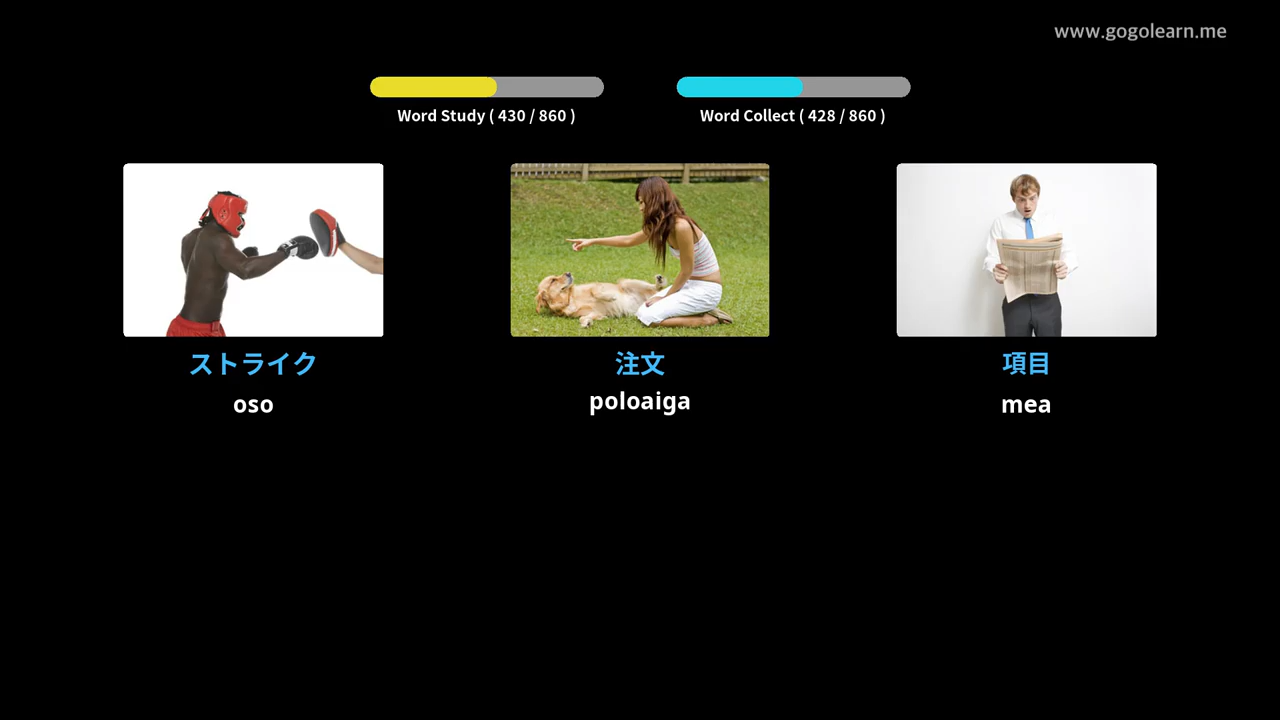 www.gogolearn.me
Word Study ( 430 / 860 )
Word Collect ( 428 / 860 )
ストライク
oso
注文
poloaiga
項目
mea